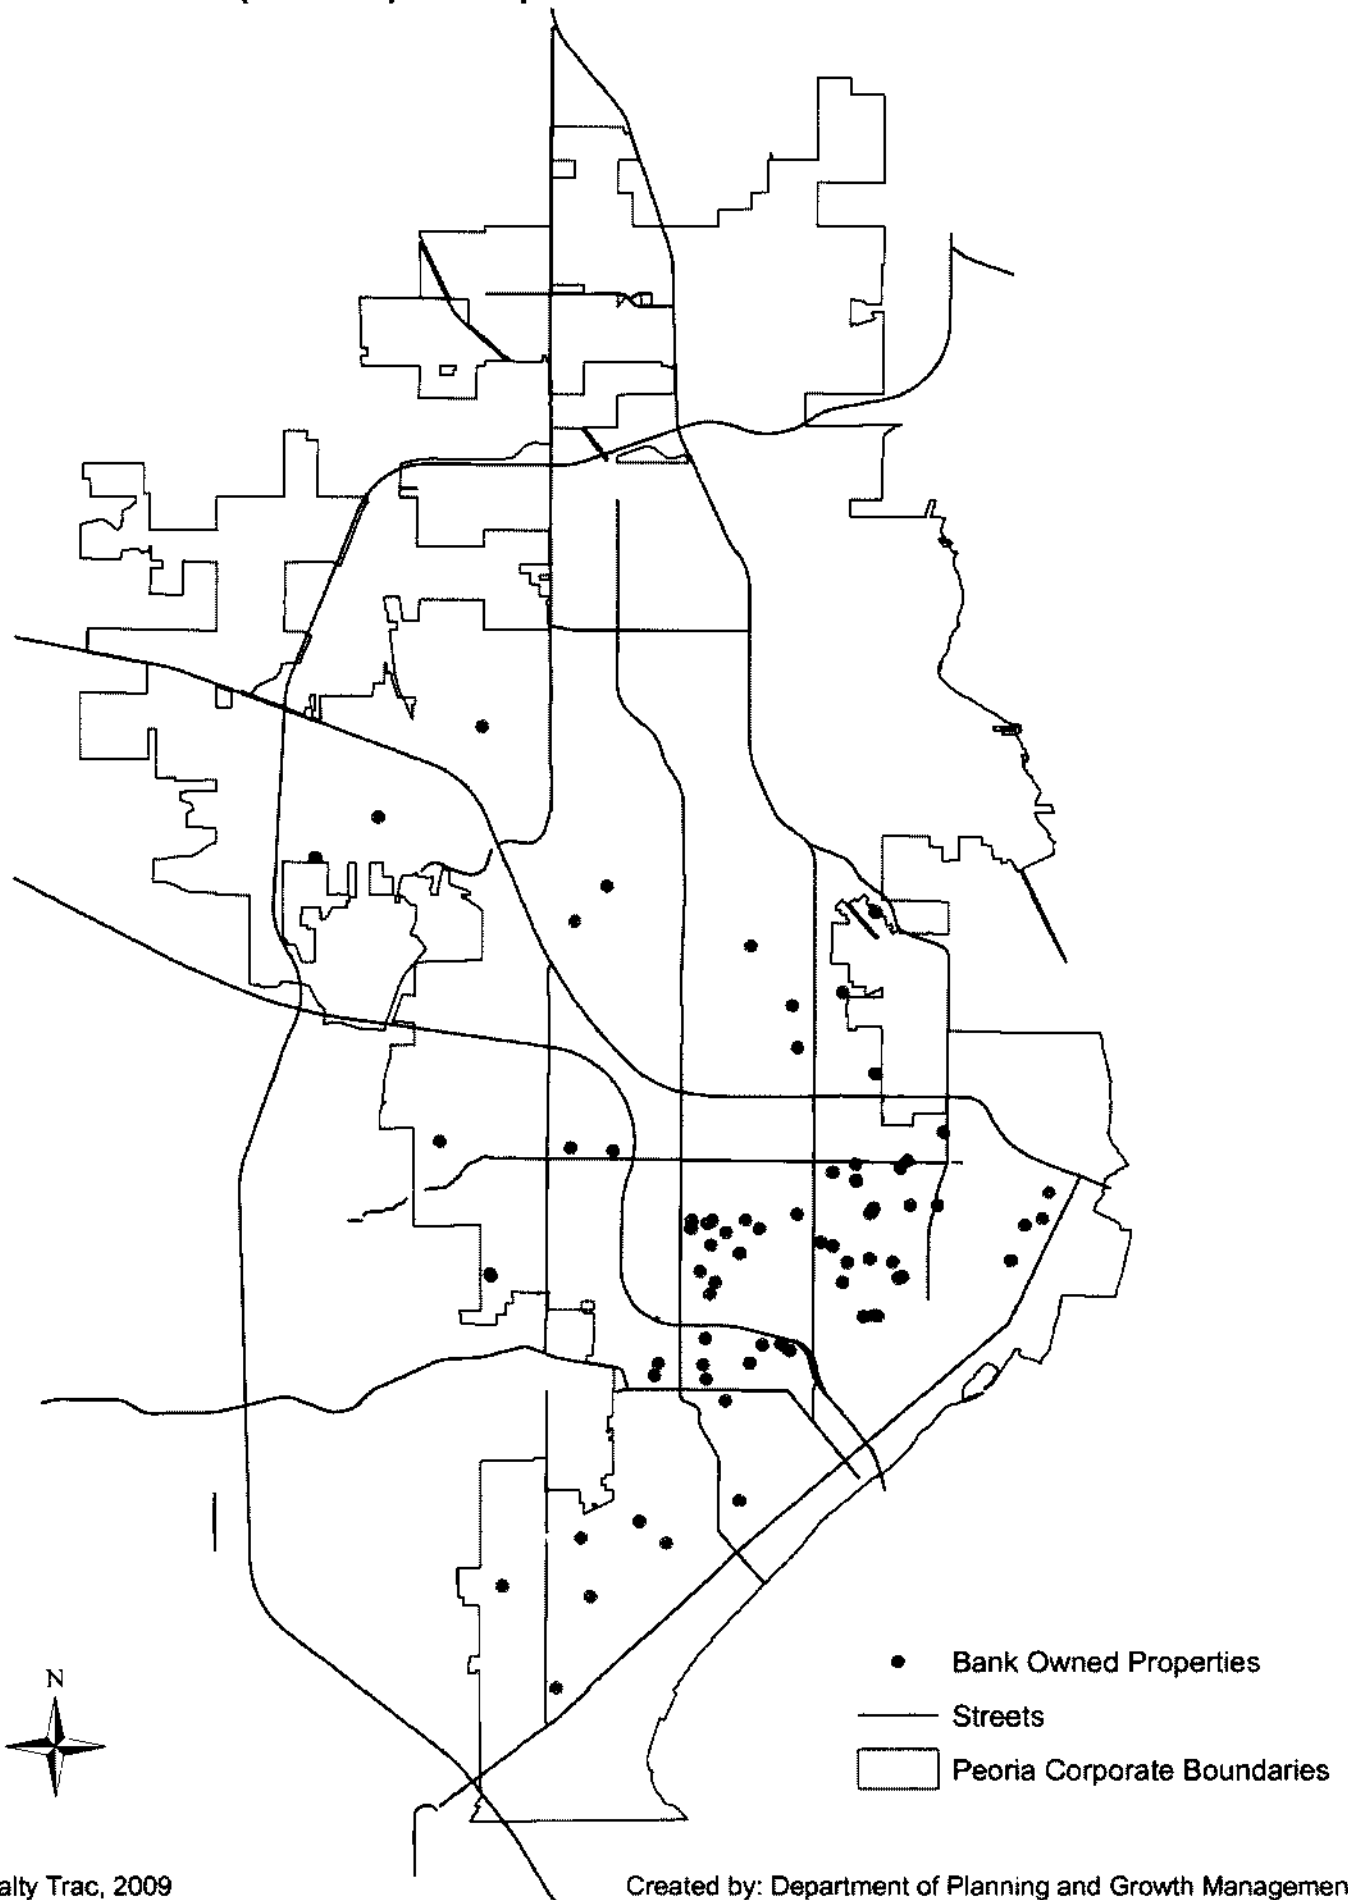 N
Bank Owned Properties
Streets
Peoria Corporate Boundaries
alty Trac, 2009
Created by: Department of Planning and Growth Managemen